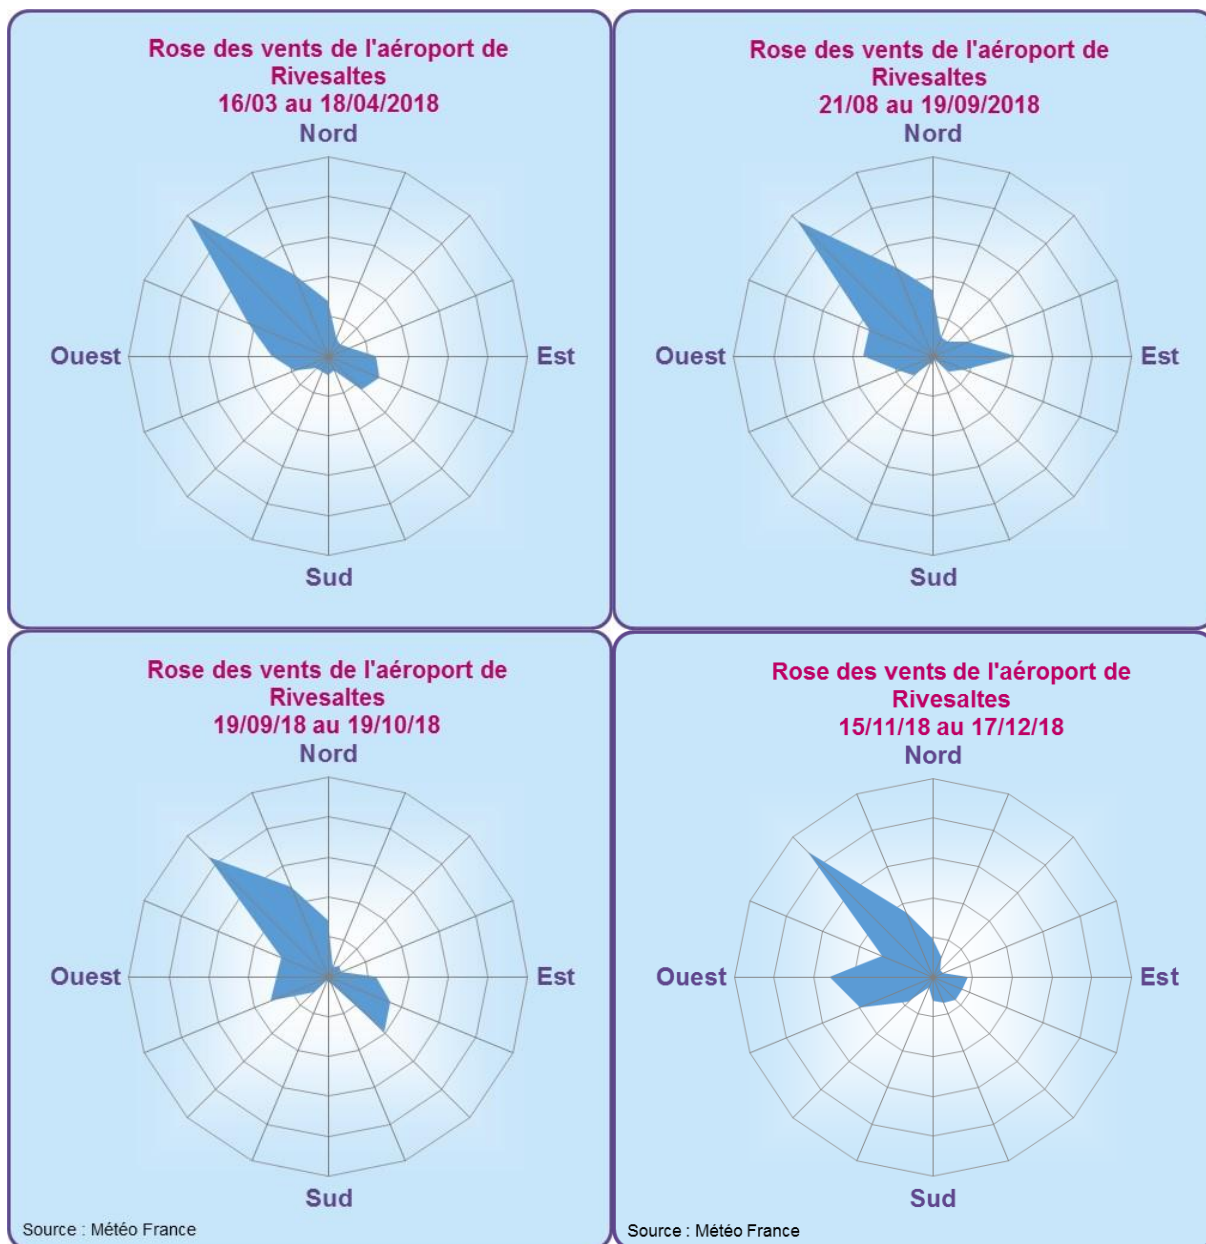 Rose des vents de l'aéroport de
Rivesaltes
16/03 au 18/04/2018
Nord
Ouest
Est
Sud
Rose des vents de l'aéroport de
Rivesaltes
21/08 au 19/09/2018
Nord
Ouest
Est
Sud
Rose des vents de l'aéroport de
Rivesaltes
19/09/18 au 19/10/18
Nord
Ouest
Est
Sud
Source : Météo France
Rose des vents de l'aéroport de
Rivesaltes
15/11/18 au 17/12/18
Nord
Ouest
Est
Sud
Source : Météo France